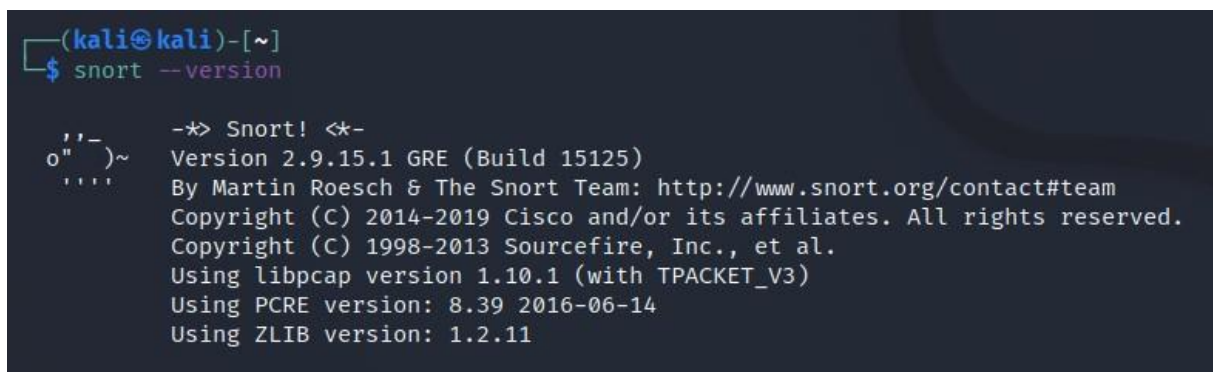 ┌──(kali㉿kali)-[~]
└─$ snort --version
,,_ -*> Snort! <*-
o" )~ Version 2.9.15.1 GRE (Build 15125)
'''' By Martin Roesch & The Snort Team: http://www.snort.org/contact#team
Copyright (C) 2014-2019 Cisco and/or its affiliates. All rights reserved.
Copyright (C) 1998-2013 Sourcefire, Inc., et al.
Using libpcap version 1.10.1 (with TPACKET_V3)
Using PCRE version: 8.39 2016-06-14
Using ZLIB version: 1.2.11